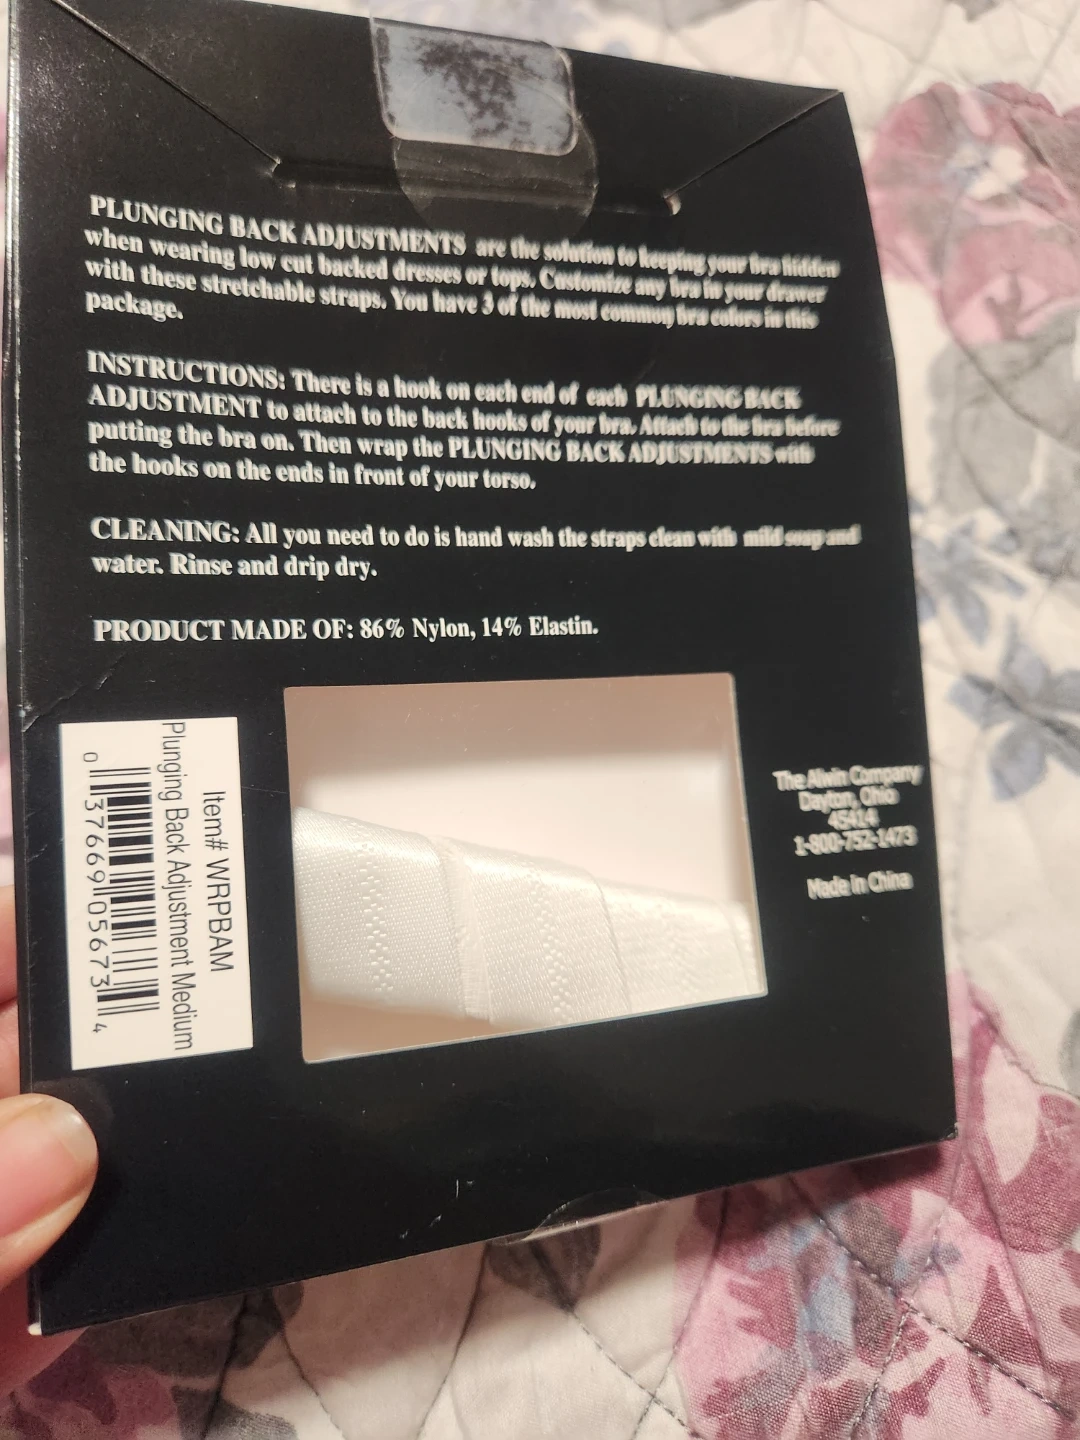 PLUNGING BACK ADJUSTMENTS are the solution to keeping your bra hidden
when wearing low cut backed dresses or tops. Customize any bra in your drawer
with these stretchable straps. You have 3 of the most common bra colors in this
package.
INSTRUCTIONS: There is a hook on each end of each PLUNGING BACK
ADJUSTMENT to attach to the back hooks of your bra. Attach to the bra before
putting the bra on. Then wrap the PLUNGING BACK ADJUSTMENTS with
the hooks on the ends in front of your torso.
CLEANING: All you need to do is hand wash the straps clean with mild soap and
water. Rinse and drip dry.
PRODUCT MADE OF: 86% Nylon, 14% Elastin.
Item# WRPBAM
Plunging Back Adjustment Medium
0 37669 05673 4
The Alwin Company
Dayton, Ohio
45414
1-800-752-1473
Made in China